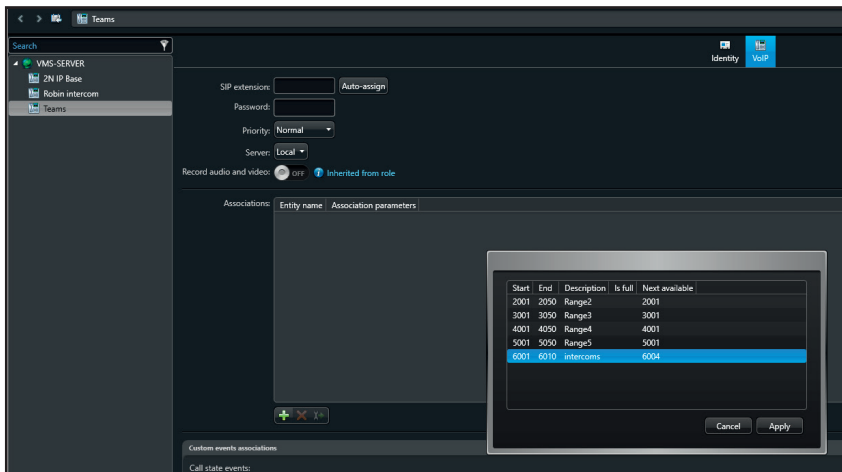 Teams
Search
Identity
VoIP
VMS-SERVER
2N IP Base
Robin intercom
Teams
SIP extension:
Auto-assign
Password:
Priority: Normal
Server: Local
Record audio and video: OFF Inherited from role
Associations: Entity name Association parameters
Start End Description Is full Next available
2001 2050 Range2 2001
3001 3050 Range3 3001
4001 4050 Range4 4001
5001 5050 Range5 5001
6001 6010 intercoms 6004
Cancel Apply
Custom events associations
Call state events: